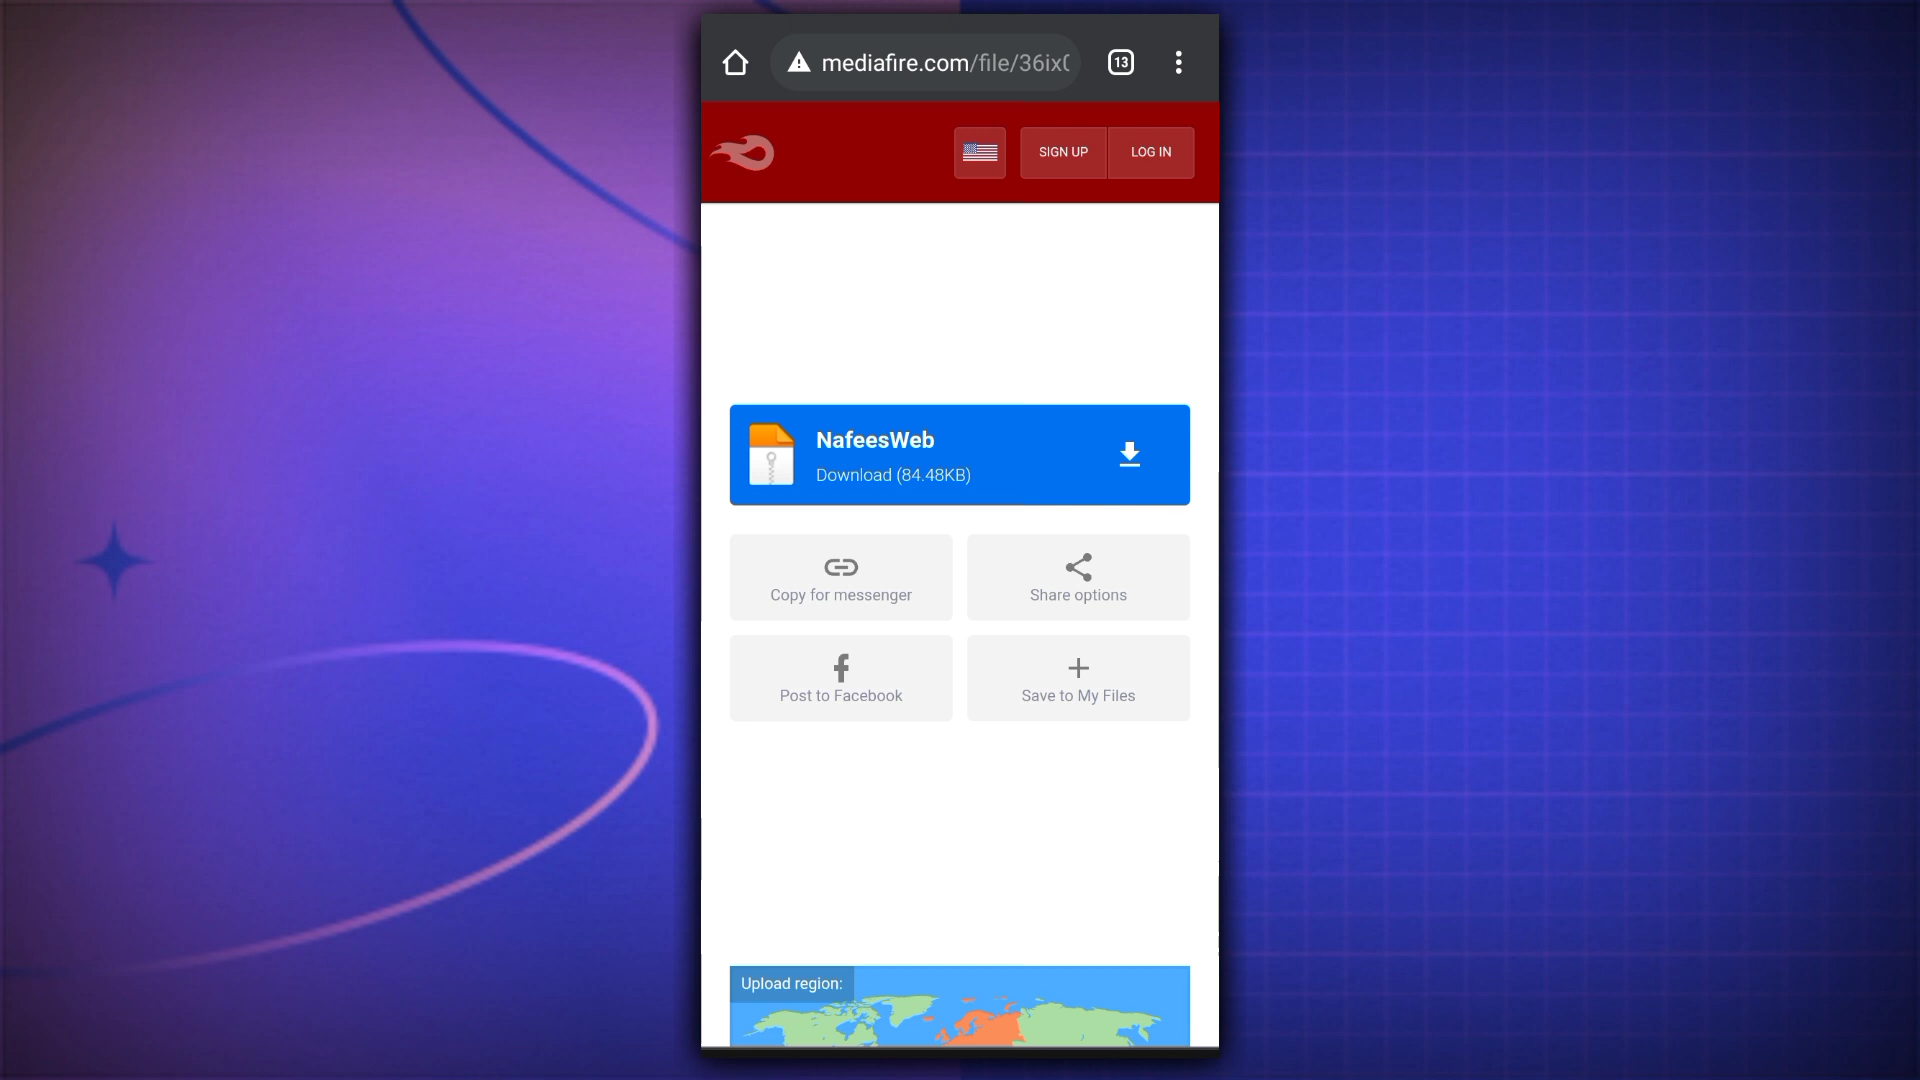 mediafire.com/file/36ix
13
SIGN UP
LOG IN
NafeesWeb
Download (84.48KB)
Copy for messenger
Share options
Post to Facebook
Save to My Files
Upload region: